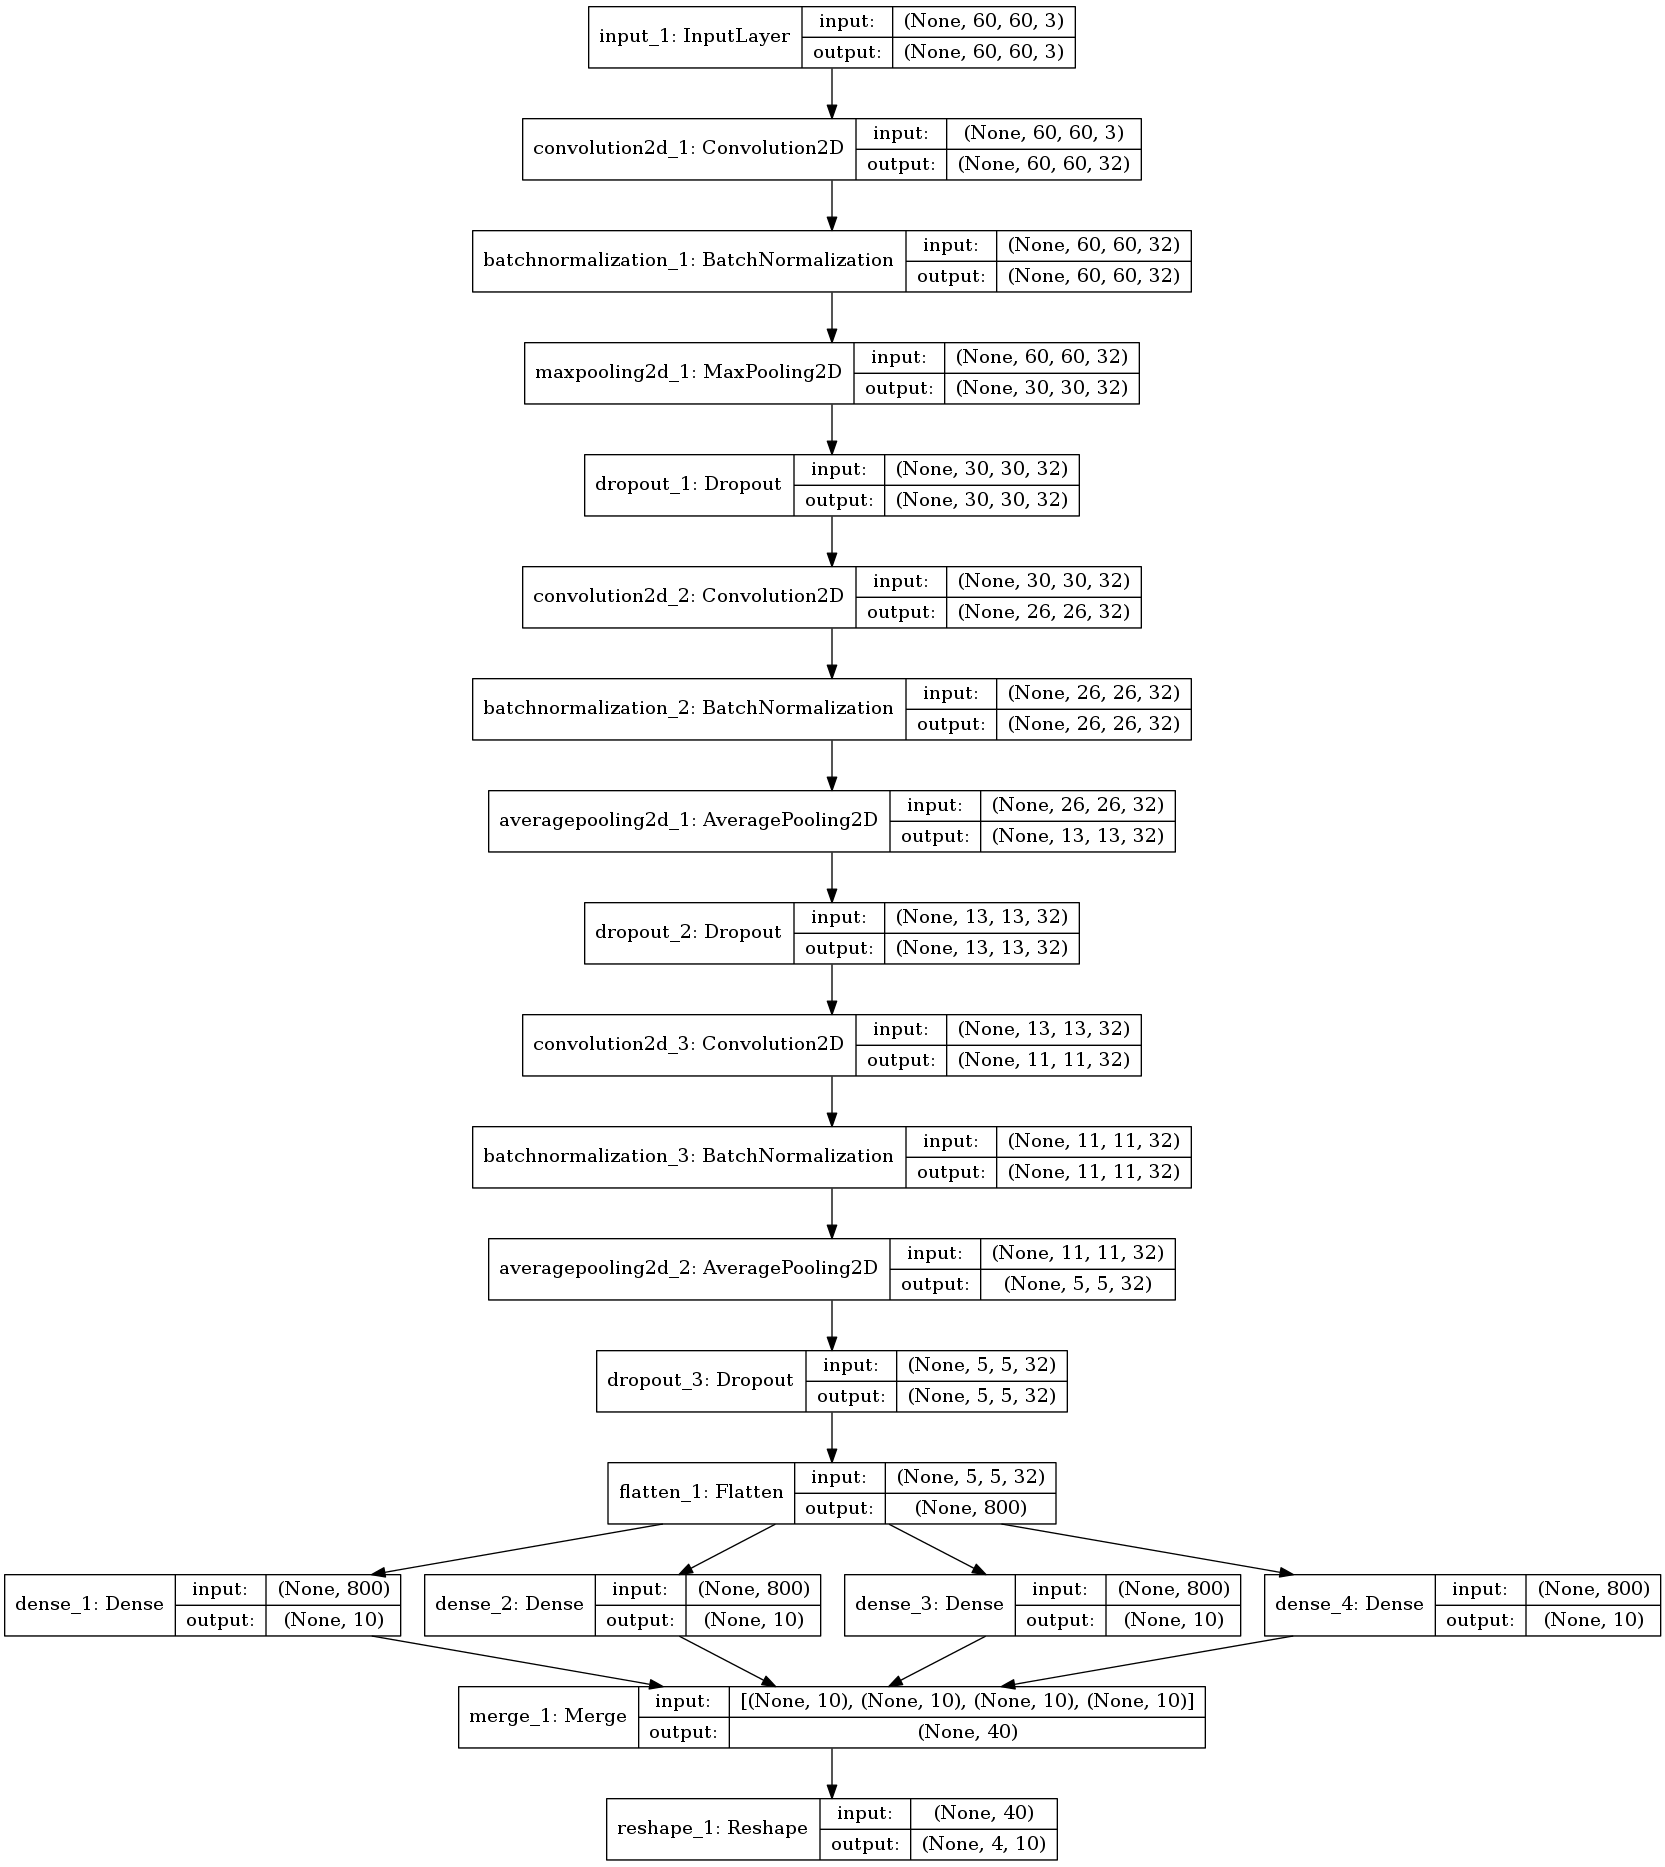 input_1: InputLayer
input: (None, 60, 60, 3)
output: (None, 60, 60, 3)
convolution2d_1: Convolution2D
input: (None, 60, 60, 3)
output: (None, 60, 60, 32)
batchnormalization_1: BatchNormalization
input: (None, 60, 60, 32)
output: (None, 60, 60, 32)
maxpooling2d_1: MaxPooling2D
input: (None, 60, 60, 32)
output: (None, 30, 30, 32)
dropout_1: Dropout
input: (None, 30, 30, 32)
output: (None, 30, 30, 32)
convolution2d_2: Convolution2D
input: (None, 30, 30, 32)
output: (None, 26, 26, 32)
batchnormalization_2: BatchNormalization
input: (None, 26, 26, 32)
output: (None, 26, 26, 32)
averagepooling2d_1: AveragePooling2D
input: (None, 26, 26, 32)
output: (None, 13, 13, 32)
dropout_2: Dropout
input: (None, 13, 13, 32)
output: (None, 13, 13, 32)
convolution2d_3: Convolution2D
input: (None, 13, 13, 32)
output: (None, 11, 11, 32)
batchnormalization_3: BatchNormalization
input: (None, 11, 11, 32)
output: (None, 11, 11, 32)
averagepooling2d_2: AveragePooling2D
input: (None, 11, 11, 32)
output: (None, 5, 5, 32)
dropout_3: Dropout
input: (None, 5, 5, 32)
output: (None, 5, 5, 32)
flatten_1: Flatten
input: (None, 5, 5, 32)
output: (None, 800)
dense_1: Dense
input: (None, 800)
output: (None, 10)
dense_2: Dense
input: (None, 800)
output: (None, 10)
dense_3: Dense
input: (None, 800)
output: (None, 10)
dense_4: Dense
input: (None, 800)
output: (None, 10)
merge_1: Merge
input: [(None, 10), (None, 10), (None, 10), (None, 10)]
output: (None, 40)
reshape_1: Reshape
input: (None, 40)
output: (None, 4, 10)